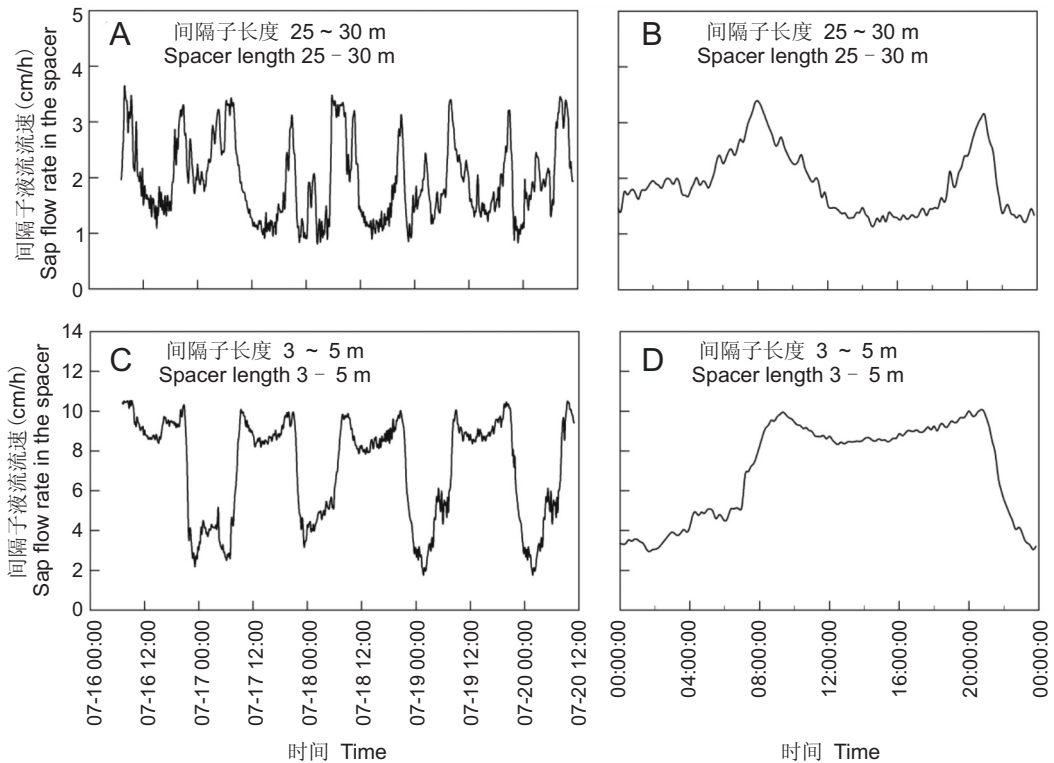 A
间隔子长度 25 ~ 30 m
Spacer length 25 – 30 m
间隔子液流流速(cm/h)
Sap flow rate in the spacer
5
4
3
2
1
0
B
间隔子长度 25 ~ 30 m
Spacer length 25 – 30 m
C
间隔子长度 3 ~ 5 m
Spacer length 3 – 5 m
间隔子液流流速(cm/h)
Sap flow rate in the spacer
14
12
10
8
6
4
2
0
07-16 00:00
07-16 12:00
07-17 00:00
07-17 12:00
07-18 00:00
07-18 12:00
07-19 00:00
07-19 12:00
07-20 00:00
07-20 12:00
时间 Time
D
间隔子长度 3 ~ 5 m
Spacer length 3 – 5 m
00:00:00
04:00:00
08:00:00
12:00:00
16:00:00
20:00:00
00:00:00
时间 Time